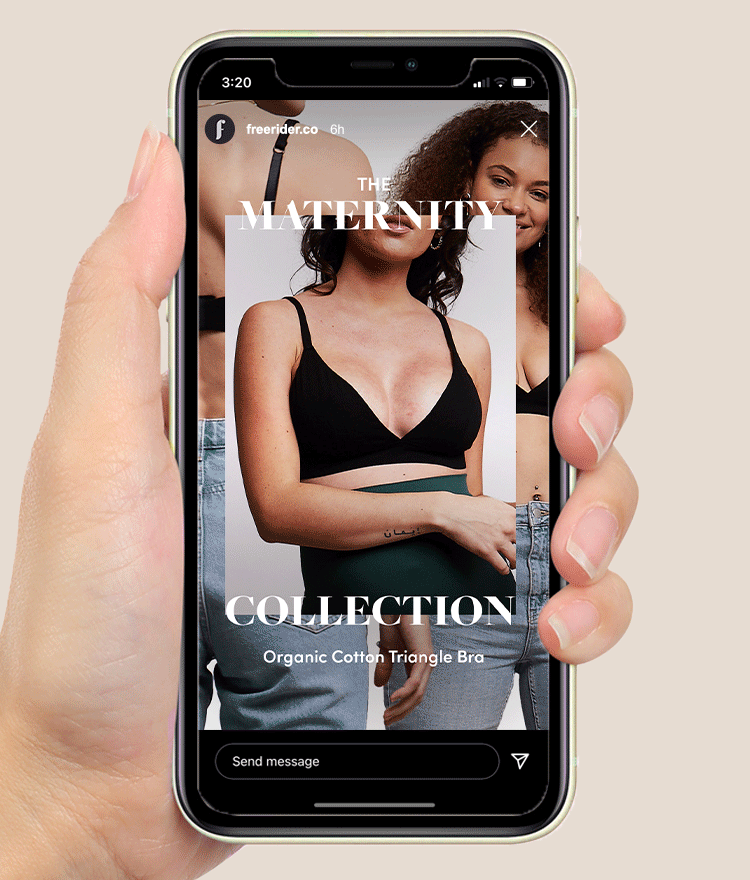 3:20
f
freerider.co 6h
THE
MATERNITY
COLLECTION
Organic Cotton Triangle Bra
Send message